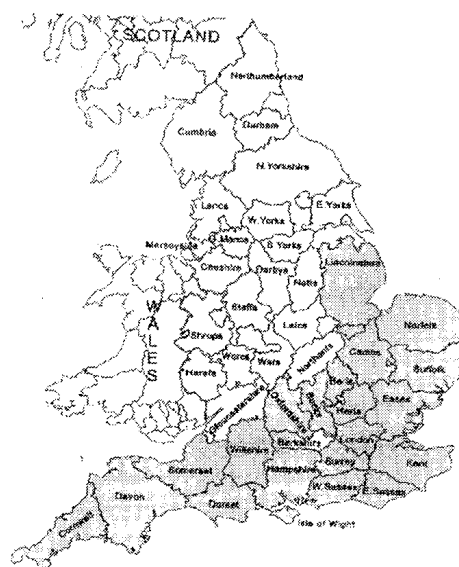 SCOTLAND
Northumberland
Cumbria
Durham
N.Yorkshire
Lancs
W.Yorks
E.Yorks
Merseyside
G.Mancs
S.Yorks
Lincolnshire
Cheshire
Derbys
Notts
WALES
Staffs
Shrops
Leics
Norfolk
Cambs
Suffolk
Herefs
Worcs
Wars
Northants
Beds
Essex
Gloucestershire
Oxfordshire
Bucks
Herts
London
Berkshire
Wiltshire
Somerset
Hampshire
Surrey
Kent
Devon
Dorset
W.Sussex
E.Sussex
Cornwall
Isle of Wight